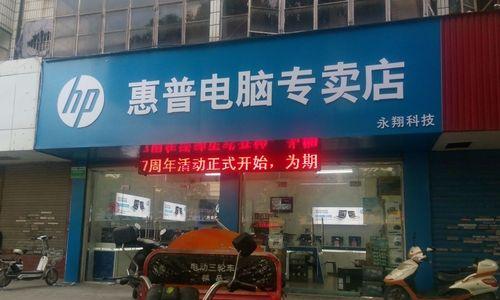 hp
惠普电脑专卖店
永翔科技
7周年活动正式开始，为期
电动三轮车